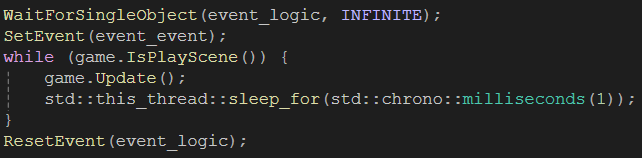 WaitForSingleObject(event_logic, INFINITE);
SetEvent(event_event);
while (game.IsPlayScene()) {
    game.Update();
    std::this_thread::sleep_for(std::chrono::milliseconds(1));
}
ResetEvent(event_logic);